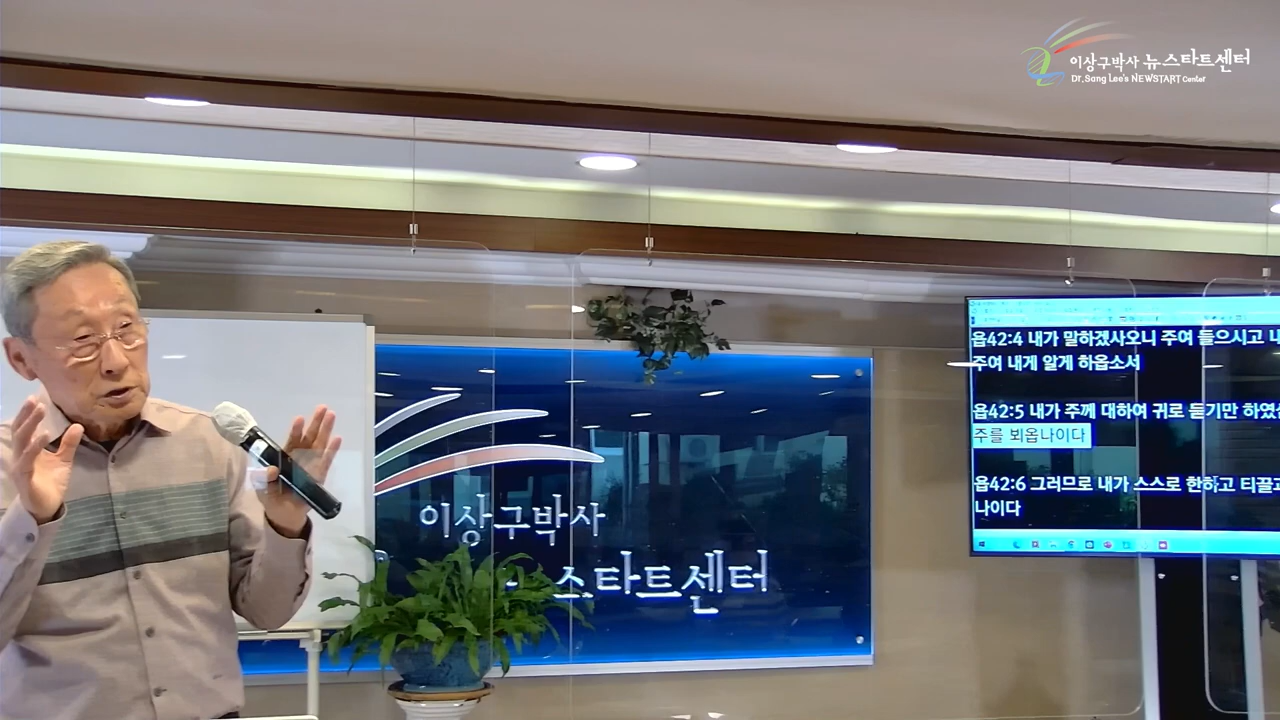 이상구박사 뉴스타트센터
Dr. Sang Lee's NEWSTART Center
이상구박사
스타트센터
욥42:4 내가 말하겠사오니 주여 들으시고
주여 내게 알게 하옵소서
욥42:5 내가 주께 대하여 귀로 듣기만 하였
주를 뵈옵나이다
욥42:6 그러므로 내가 스스로 한하고 티끌과
나이다